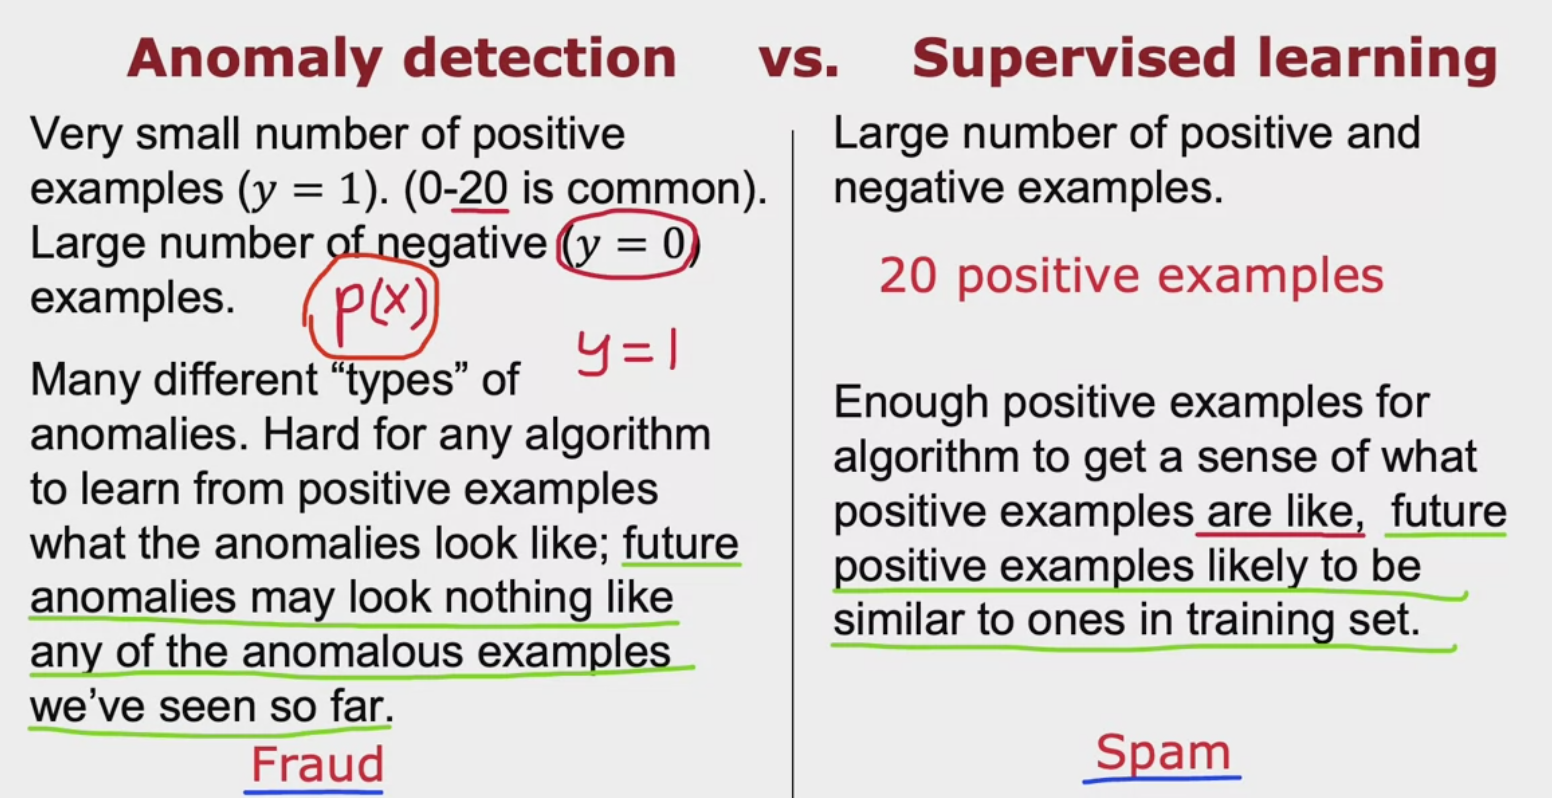 Anomaly detection vs. Supervised learning
Very small number of positive
examples (y = 1). (0-20 is common).
Large number of negative (y = 0)
examples.
p(x)
y=1
Many different “types” of
anomalies. Hard for any algorithm
to learn from positive examples
what the anomalies look like; future
anomalies may look nothing like
any of the anomalous examples
we’ve seen so far.
Fraud
Large number of positive and
negative examples.
20 positive examples
Enough positive examples for
algorithm to get a sense of what
positive examples are like, future
positive examples likely to be
similar to ones in training set.
Spam